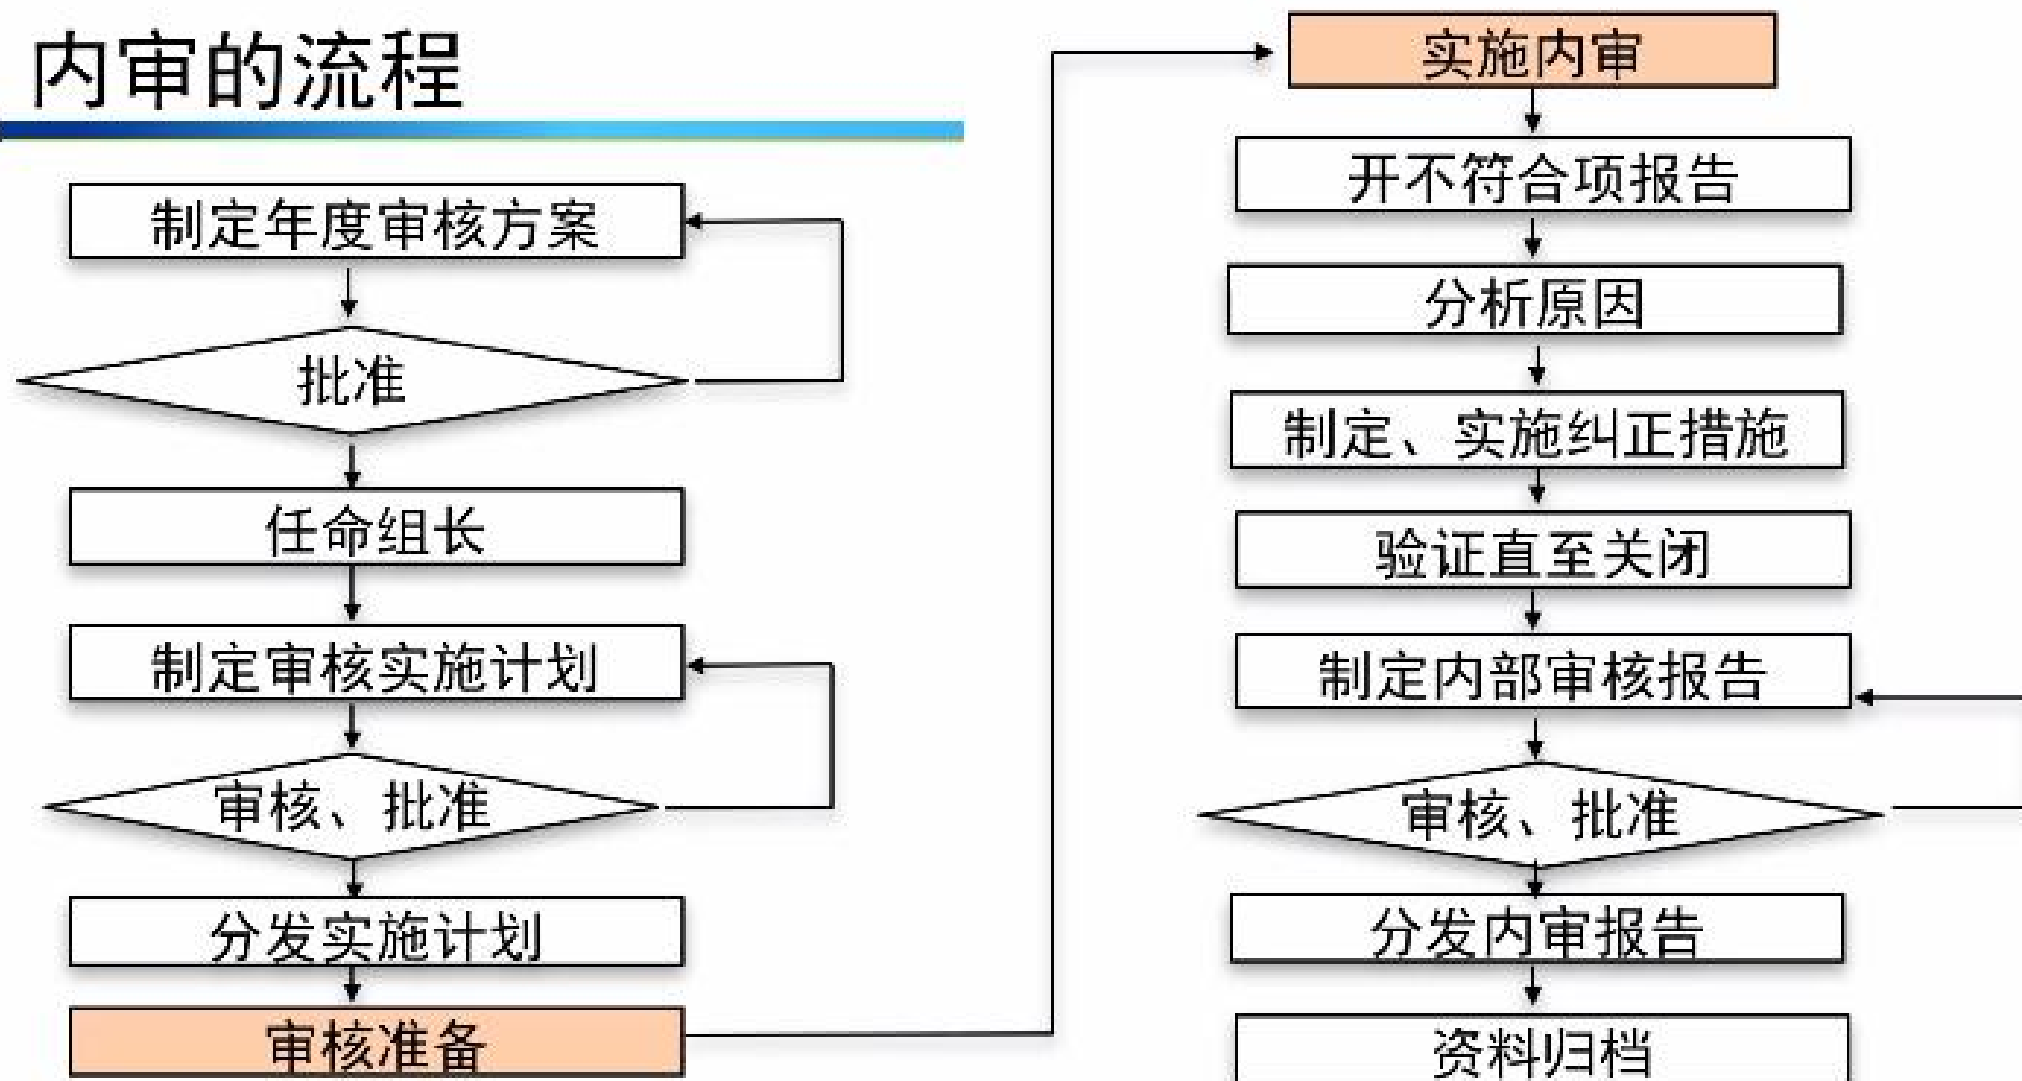 内审的流程
制定年度审核方案
批准
任命组长
制定审核实施计划
审核、批准
分发实施计划
审核准备
实施内审
开不符合项报告
分析原因
制定、实施纠正措施
验证直至关闭
制定内部审核报告
审核、批准
分发内审报告
资料归档